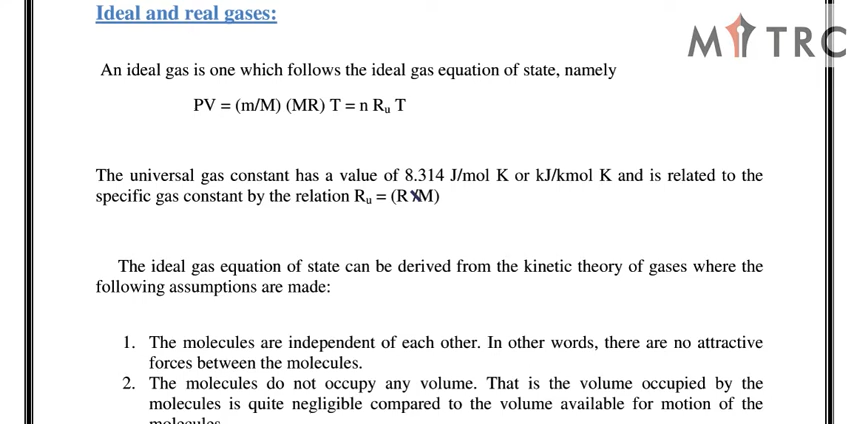 Ideal and real gases:
MITRC
An ideal gas is one which follows the ideal gas equation of state, namely
PV = (m/M) (MR) T = n Rᵤ T
The universal gas constant has a value of 8.314 J/mol K or kJ/kmol K and is related to the
specific gas constant by the relation Rᵤ = (R XM)
The ideal gas equation of state can be derived from the kinetic theory of gases where the
following assumptions are made:
1. The molecules are independent of each other. In other words, there are no attractive
forces between the molecules.
2. The molecules do not occupy any volume. That is the volume occupied by the
molecules is quite negligible compared to the volume available for motion of the
molecules.